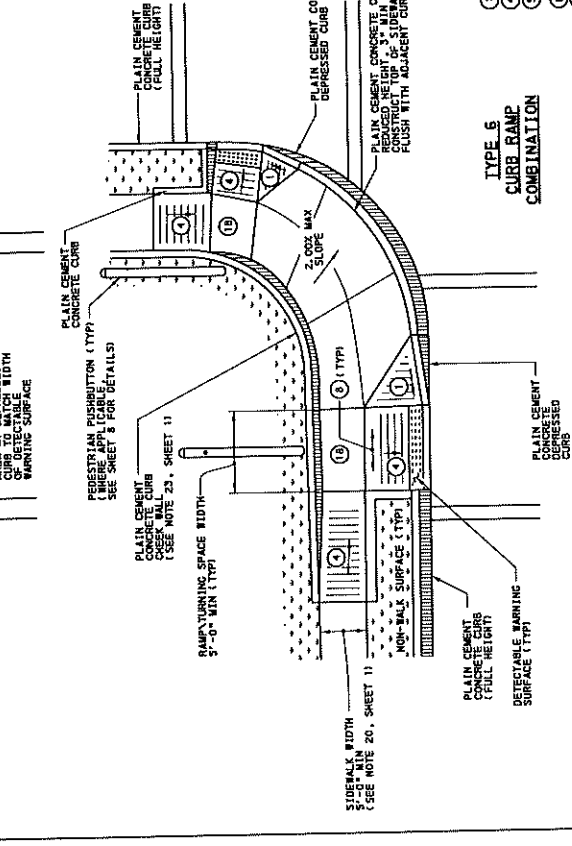 CURB TO MATCH WIDTH
OF DETECTABLE
WARNING SURFACE
PLAIN CEMENT
CONCRETE CURB
(FULL HEIGHT)
PLAIN CEMENT
CONCRETE CURB
PEDESTRIAN PUSHBUTTON (TYP)
(WHERE APPLICABLE,
SEE SHEET 8 FOR DETAILS)
PLAIN CEMENT CO
DEPRESSED CURB
PLAIN CEMENT CONCRETE C
REDUCED HEIGHT, 3" MIN
CONSTRUCT TOP OF SIDEWA
FLUSH WITH ADJACENT CUR
PLAIN CEMENT
CONCRETE CURB
CHEEK WALL
(SEE NOTE 23, SHEET 1)
RAMP\TURNING SPACE WIDTH
5'-0" MIN (TYP)
4
4
1B
1
2.00% MAX
SLOPE
8 (TYP)
1B
4
4
1
NON-WALK SURFACE (TYP)
SIDEWALK WIDTH
5'-0" MIN
(SEE NOTE 20, SHEET 1)
PLAIN CEMENT
CONCRETE CURB
(FULL HEIGHT)
DETECTABLE WARNING
SURFACE (TYP)
PLAIN CEMENT
CONCRETE
DEPRESSED
CURB
TYPE 6
CURB RAMP
COMBINATION